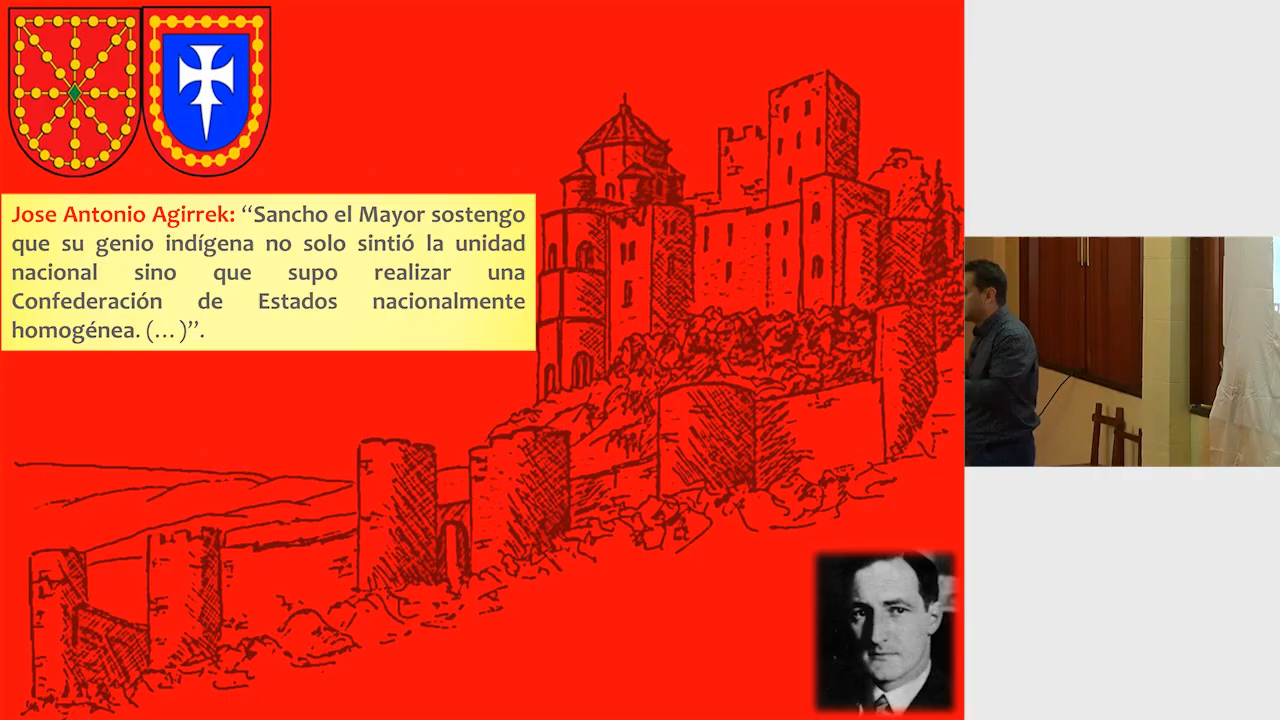 Jose Antonio Agirrek: “Sancho el Mayor sostengo
que su genio indígena no solo sintió la unidad
nacional sino que supo realizar una
Confederación de Estados nacionalmente
homogénea. (…)”.